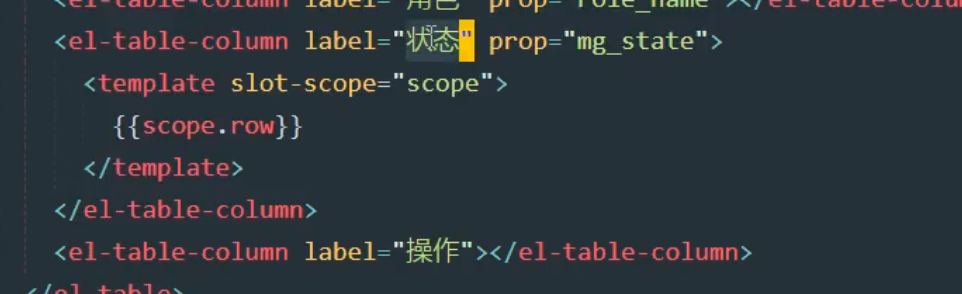 <el-table-column label="角色" prop="role_name"></el-table-colum
<el-table-column label="状态" prop="mg_state">
<template slot-scope="scope">
{{scope.row}}
</template>
</el-table-column>
<el-table-column label="操作"></el-table-column>
</el-table>